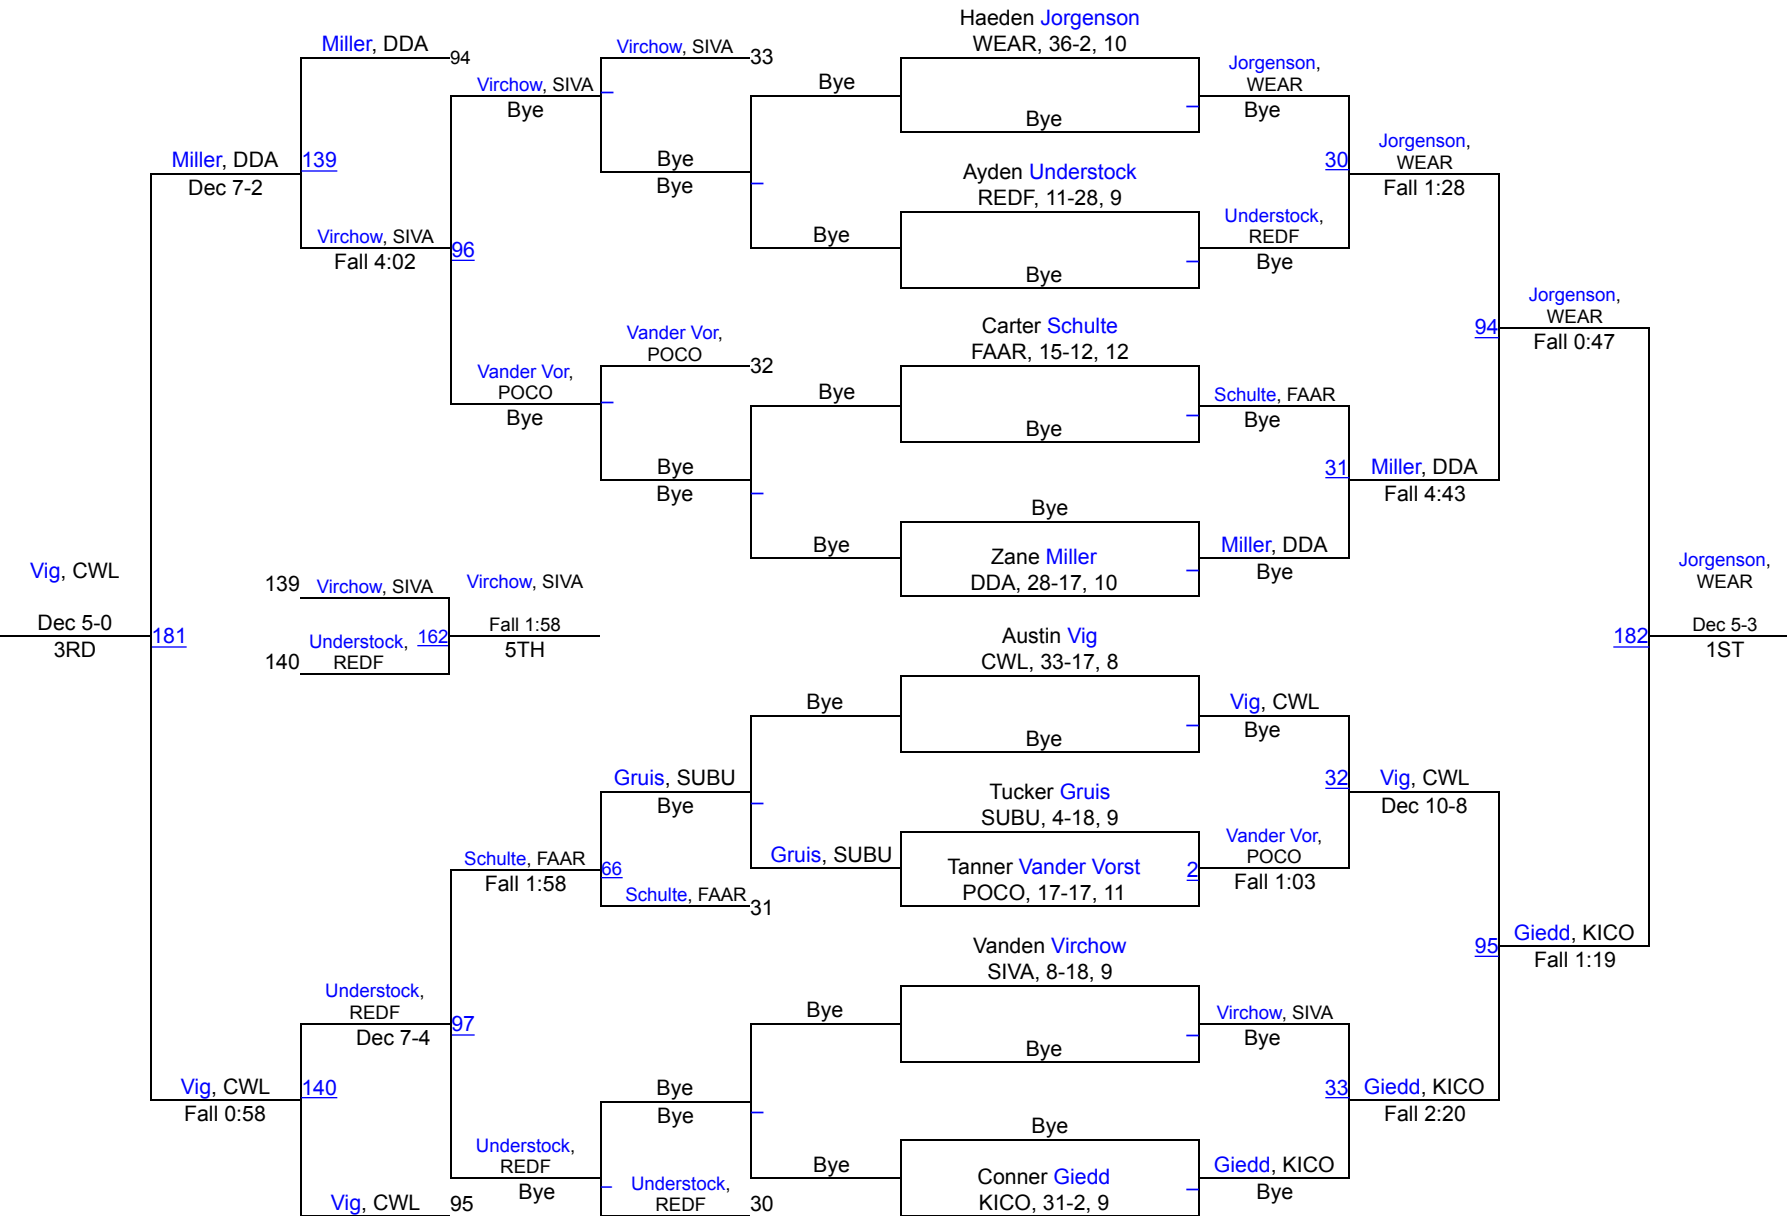 Haeden Jorgenson
WEAR, 36-2, 10
Miller, DDA
94
Virchow, SIVA
33
Jorgenson,
WEAR
Bye
Virchow, SIVA
Bye
Bye
Bye
Jorgenson,
WEAR
Fall 1:28
Miller, DDA
Dec 7-2
139
Bye
Bye
30
Ayden Understock
REDF, 11-28, 9
Understock,
REDF
Bye
Virchow, SIVA
Fall 4:02
96
Bye
Bye
Jorgenson,
WEAR
Fall 0:47
94
Carter Schulte
FAAR, 15-12, 12
Vander Vor,
POCO
32
Vander Vor,
POCO
Bye
Bye
Schulte, FAAR
Bye
Bye
Bye
Bye
31
Miller, DDA
Fall 4:43
Bye
Bye
Zane Miller
DDA, 28-17, 10
Miller, DDA
Bye
Vig, CWL
Dec 5-0
3RD
181
139
Virchow, SIVA
Understock,
REDF
140
162
Virchow, SIVA
Fall 1:58
5TH
Jorgenson,
WEAR
Dec 5-3
1ST
182
Austin Vig
CWL, 33-17, 8
Bye
Bye
Vig, CWL
Bye
Gruis, SUBU
Bye
32
Vig, CWL
Dec 10-8
Tucker Gruis
SUBU, 4-18, 9
Gruis, SUBU
Tanner Vander Vorst
POCO, 17-17, 11
2
Vander Vor,
POCO
Fall 1:03
Schulte, FAAR
Fall 1:58
66
Schulte, FAAR
31
Vanden Virchow
SIVA, 8-18, 9
95
Giedd, KICO
Fall 1:19
Understock,
REDF
Dec 7-4
97
Bye
Bye
Virchow, SIVA
Bye
Vig, CWL
Fall 0:58
140
Bye
Bye
33
Giedd, KICO
Fall 2:20
Bye
Understock,
REDF
Bye
Bye
Conner Giedd
KICO, 31-2, 9
Giedd, KICO
Bye
Vig, CWL
95
Understock,
REDF
30